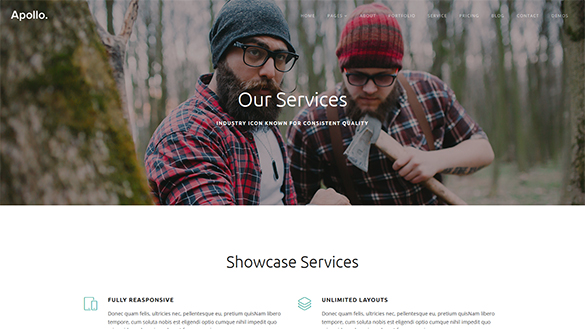 Apollo.
HOME PAGES ABOUT PORTFOLIO SERVICE PRICING BLOG CONTACT DEMOS
Our Services
INDUSTRY ICON KNOWN FOR CONSISTENT QUALITY
Showcase Services
FULLY REASPONSIVE
Donec quam felis, ultricies nec, pellentesque eu, pretium quisNam libero
tempore, cum soluta nobis est eligendi optio cumque nihil impedit quo
UNLIMITED LAYOUTS
Donec quam felis, ultricies nec, pellentesque eu, pretium quisNam libero
tempore, cum soluta nobis est eligendi optio cumque nihil impedit quo